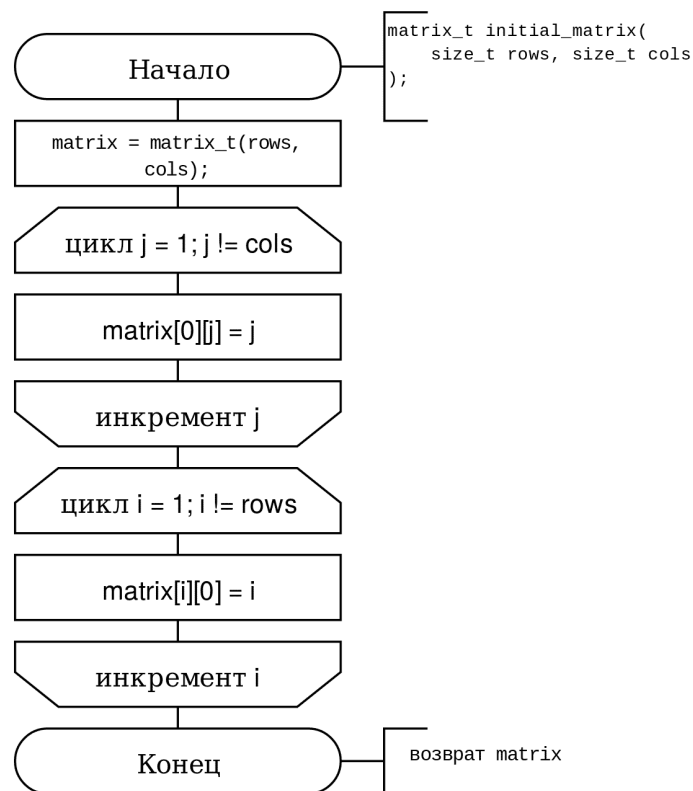 Начало
matrix_t initial_matrix(
size_t rows, size_t cols
);
matrix = matrix_t(rows,
cols);
цикл j = 1; j != cols
matrix[0][j] = j
инкремент j
цикл i = 1; i != rows
matrix[i][0] = i
инкремент i
Конец
возврат matrix